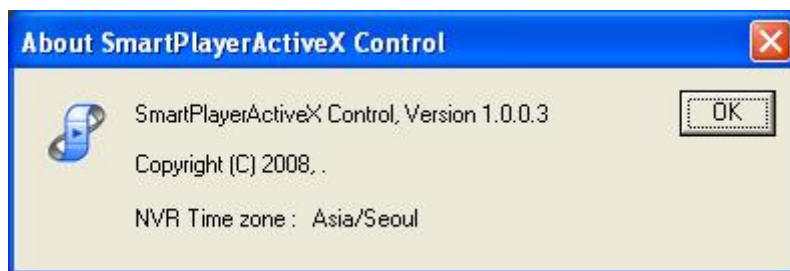 About SmartPlayerActiveX Control
SmartPlayerActiveX Control, Version 1.0.0.3
OK
Copyright (C) 2008, .
NVR Time zone : Asia/Seoul